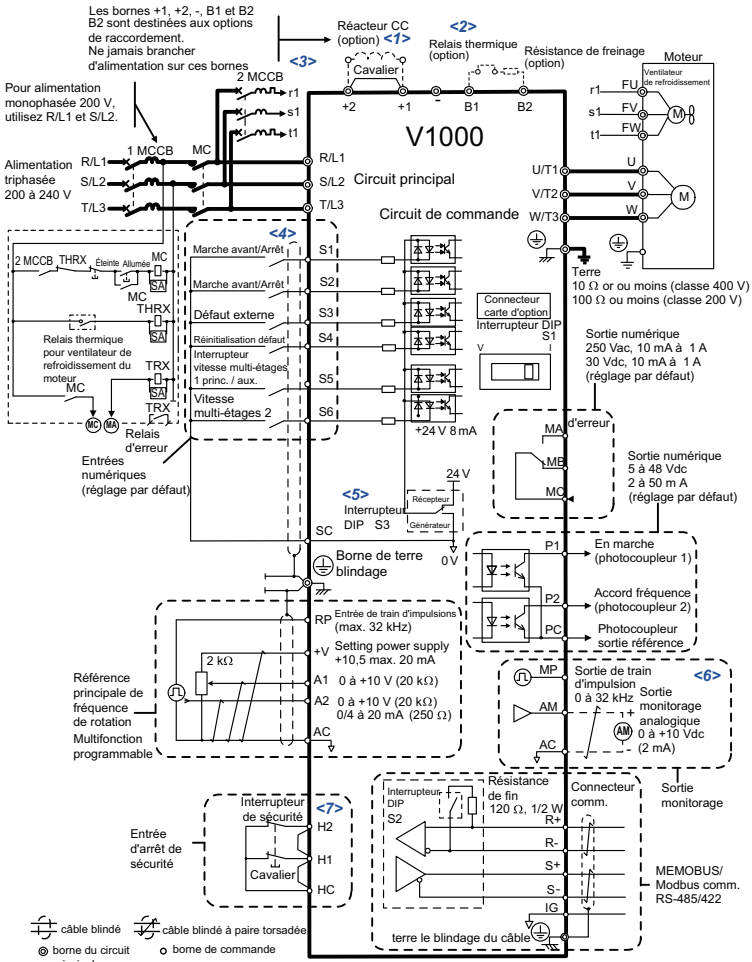 Les bornes +1, +2, -, B1 et B2
B2 sont destinées aux options
de raccordement.
Ne jamais brancher
d'alimentation sur ces bornes
Réacteur CC
(option) <1>
Cavalier
<2>
Relais thermique
(option)
Résistance de freinage
(option)
Moteur
Ventilateur
de refroidissement
r1
FU
s1
FV
t1
FW
M
<3>
2 MCCB
r1
s1
t1
+2
+1
-
B1
B2
Pour alimentation
monophasée 200 V,
utilisez R/L1 et S/L2.
V1000
Alimentation
triphasée
200 à 240 V
1 MCCB
MC
R/L1
S/L2
T/L3
R/L1
S/L2
T/L3
Circuit principal
Circuit de commande
U/T1
V/T2
W/T3
U
V
W
M
Terre
10 Ω or ou moins (classe 400 V)
100 Ω ou moins (classe 200 V)
2 MCCB
THRX
Éteinte
Allumée
MC
SA
MC
THRX
SA
Relais thermique
pour ventilateur de
refroidissement du
moteur
TRX
SA
MC
TRX
MC
MA
Relais
d'erreur
<4>
Marche avant/Arrêt
S1
Marche avant/Arrêt
S2
Défaut externe
S3
Réinitialisation défaut
S4
Interrupteur
vitesse multi-étages
1 princ. / aux.
S5
Vitesse
multi-étages 2
S6
+24 V 8 mA
Entrées
numériques
(réglage par défaut)
Connecteur
carte d'option
Interrupteur DIP
S1
V
I
Sortie numérique
250 Vac, 10 mA à 1 A
30 Vdc, 10 mA à 1 A
(réglage par défaut)
d'erreur
MA
MB
MC
Sortie numérique
5 à 48 Vdc
2 à 50 m A
(réglage par défaut)
<5>
Interrupteur
DIP S3
24 V
Récepteur
Générateur
0 V
SC
Borne de terre
blindage
P1
En marche
(photocoupleur 1)
P2
Accord fréquence
(photocoupleur 2)
PC
Photocoupleur
sortie référence
Référence
principale de
fréquence
de rotation
Multifonction
programmable
2 kΩ
RP
Entrée de train d'impulsions
(max. 32 kHz)
+V
Setting power supply
+10,5 max. 20 mA
A1
0 à +10 V (20 kΩ)
A2
0 à +10 V (20 kΩ)
0/4 à 20 mA (250 Ω)
AC
<6>
MP
Sortie de train
d'impulsion
0 à 32 kHz
AM
+
Sortie
monitorage
analogique
0 à +10 Vdc
(2 mA)
AM
-
AC
Sortie
monitorage
Entrée
d'arrêt de
sécurité
Interrupteur
de sécurité
<7>
H2
H1
Cavalier
HC
Interrupteur
DIP
S2
Résistance
de fin
120 Ω, 1/2 W
Connecteur
comm.
R+
R-
S+
S-
IG
terre le blindage du câble
MEMOBUS/
Modbus comm.
RS-485/422
câble blindé
câble blindé à paire torsadée
borne du circuit
borne de commande